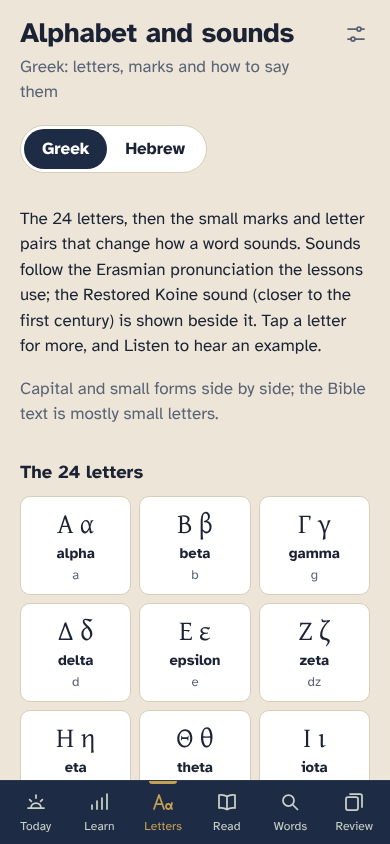 Alphabet and sounds
Greek: letters, marks and how to say
them
Greek Hebrew
The 24 letters, then the small marks and letter
pairs that change how a word sounds. Sounds
follow the Erasmian pronunciation the lessons
use; the Restored Koine sound (closer to the
first century) is shown beside it. Tap a letter
for more, and Listen to hear an example.
Capital and small forms side by side; the Bible
text is mostly small letters.
The 24 letters
Α α Β β Γ γ
alpha beta gamma
a b g
Δ δ Ε ε Ζ ζ
delta epsilon zeta
d e dz
Η η Θ θ Ι ι
eta theta iota
Αα
Today Learn Letters Read Words Review